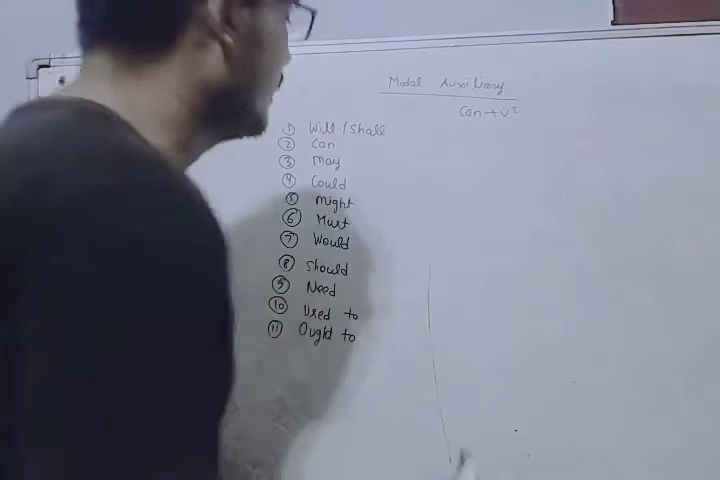 Modal Auxiliary
Can + v²
① Will / Shall
② Can
③ May
④ Could
⑤ Might
⑥ Must
⑦ Would
⑧ Should
⑨ Need
⑩ Used to
⑪ Ought to